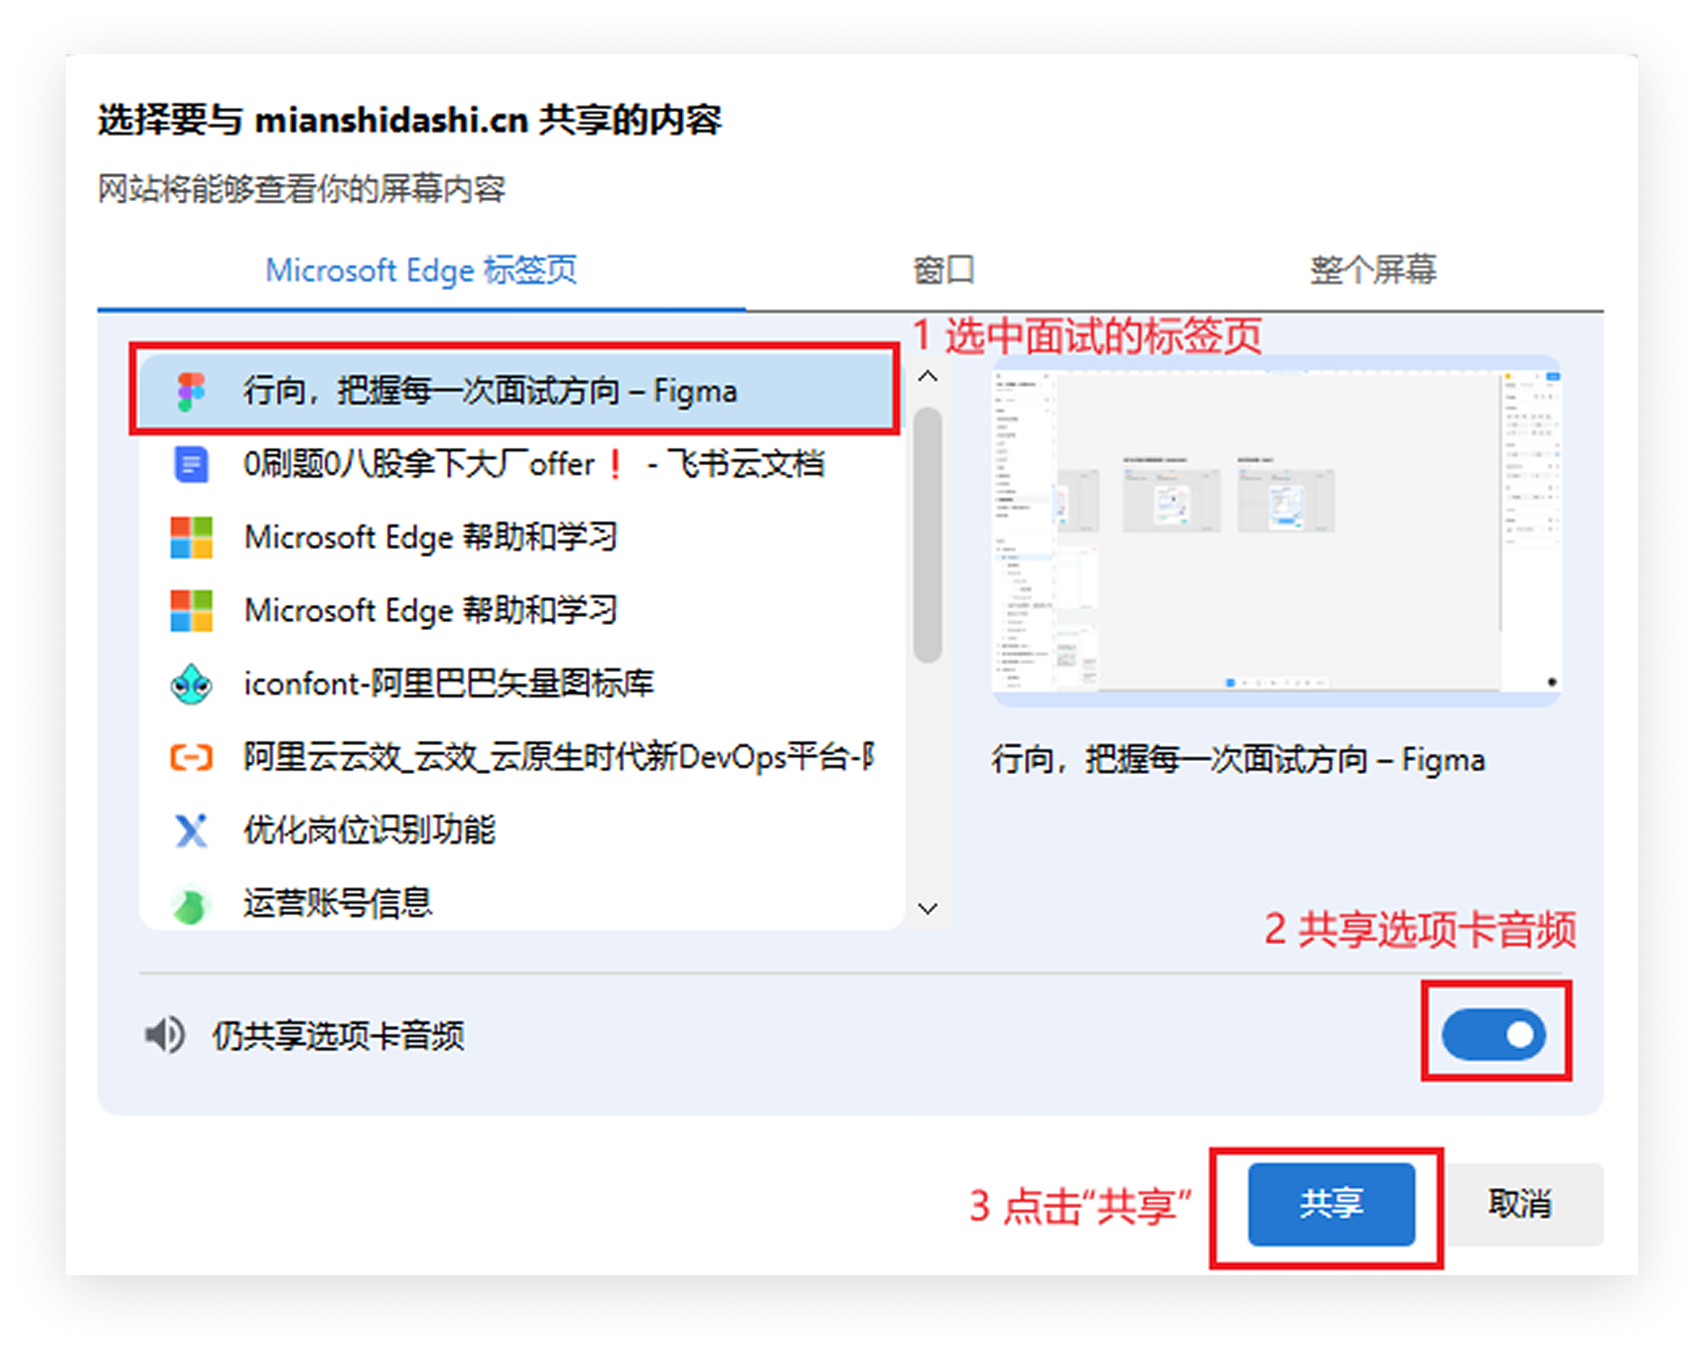 选择要与 mianshidashi.cn 共享的内容
网站将能够查看你的屏幕内容
Microsoft Edge 标签页
窗口
整个屏幕
1 选中面试的标签页
行向，把握每一次面试方向 – Figma
0刷题0八股拿下大厂offer❗ - 飞书云文档
Microsoft Edge 帮助和学习
Microsoft Edge 帮助和学习
iconfont-阿里巴巴矢量图标库
阿里云云效_云效_云原生时代新DevOps平台-
优化岗位识别功能
运营账号信息
行向，把握每一次面试方向 – Figma
2 共享选项卡音频
仍共享选项卡音频
3 点击“共享”
共享
取消